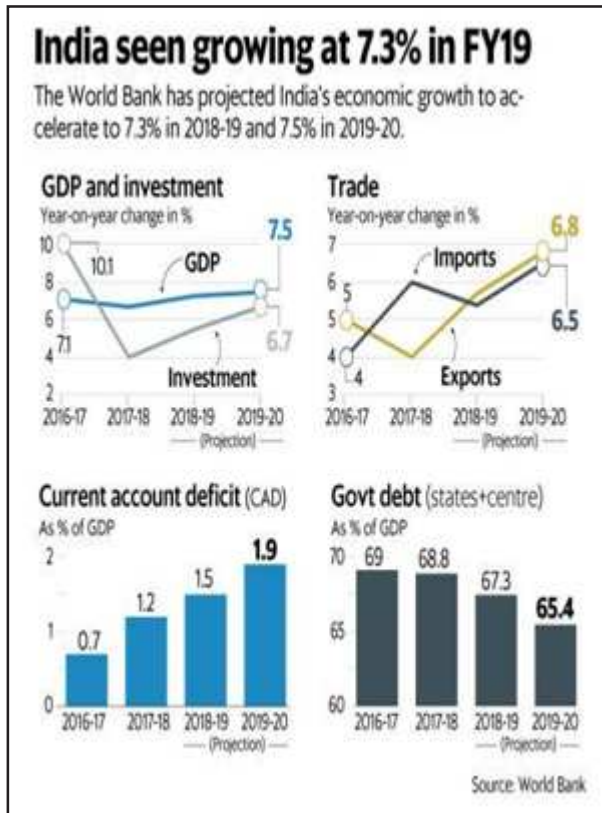 India seen growing at 7.3% in FY19
The World Bank has projected India's economic growth to ac-
celerate to 7.3% in 2018-19 and 7.5% in 2019-20.
GDP and investment
Year-on-year change in %
10
8
6
4
2
10.1
7.1
GDP
Investment
7.5
6.7
2016-17 2017-18 2018-19 2019-20
(Projection)
Trade
Year-on-year change in %
7
6
5
4
3
5
4
Imports
Exports
6.8
6.5
2016-17 2017-18 2018-19 2019-20
(Projection)
Current account deficit (CAD)
As % of GDP
2
1
0
0.7
1.2
1.5
1.9
2016-17 2017-18 2018-19 2019-20
(Projection)
Govt debt (states+centre)
As % of GDP
70
65
60
69
68.8
67.3
65.4
2016-17 2017-18 2018-19 2019-20
(Projection)
Source: World Bank